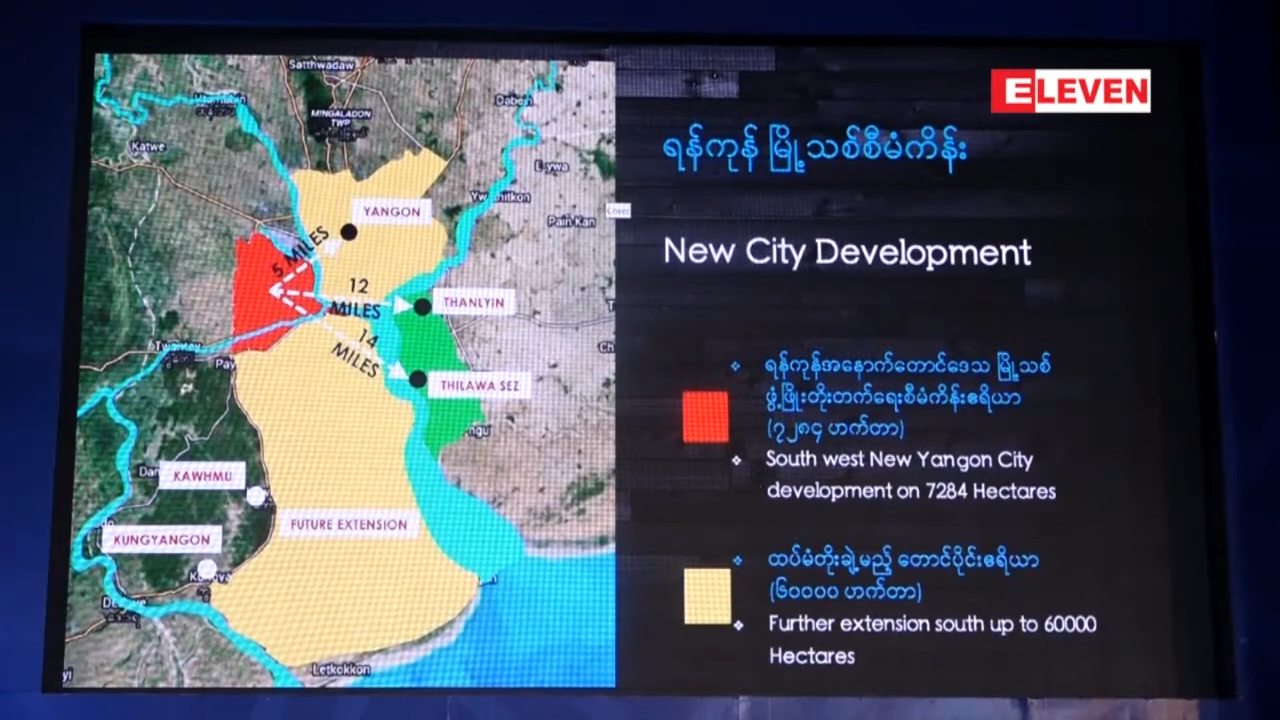 ELEVEN
ရန်ကုန် မြို့သစ်စီမံကိန်း
New City Development
ရန်ကုန်အနောက်တောင်ဒေသ မြို့သစ်
ဖွံ့ဖြိုးတိုးတက်ရေးစီမံကိန်းဧရိယာ
(၇၂၈၄ ဟက်တာ)
South west New Yangon City
development on 7284 Hectares
ထပ်မံတိုးချဲ့မည့် တောင်ပိုင်းဧရိယာ
(၆၀၀၀၀ ဟက်တာ)
Further extension south up to 60000
Hectares
Satthwadaw
MINGALADON
TWP
Katwe
YANGON
5 MILES
12
MILES
THANLYIN
14
MILES
THILAWA SEZ
Pain Kan
KAWHMU
FUTURE EXTENSION
KUNGYANGON
Letkokkon